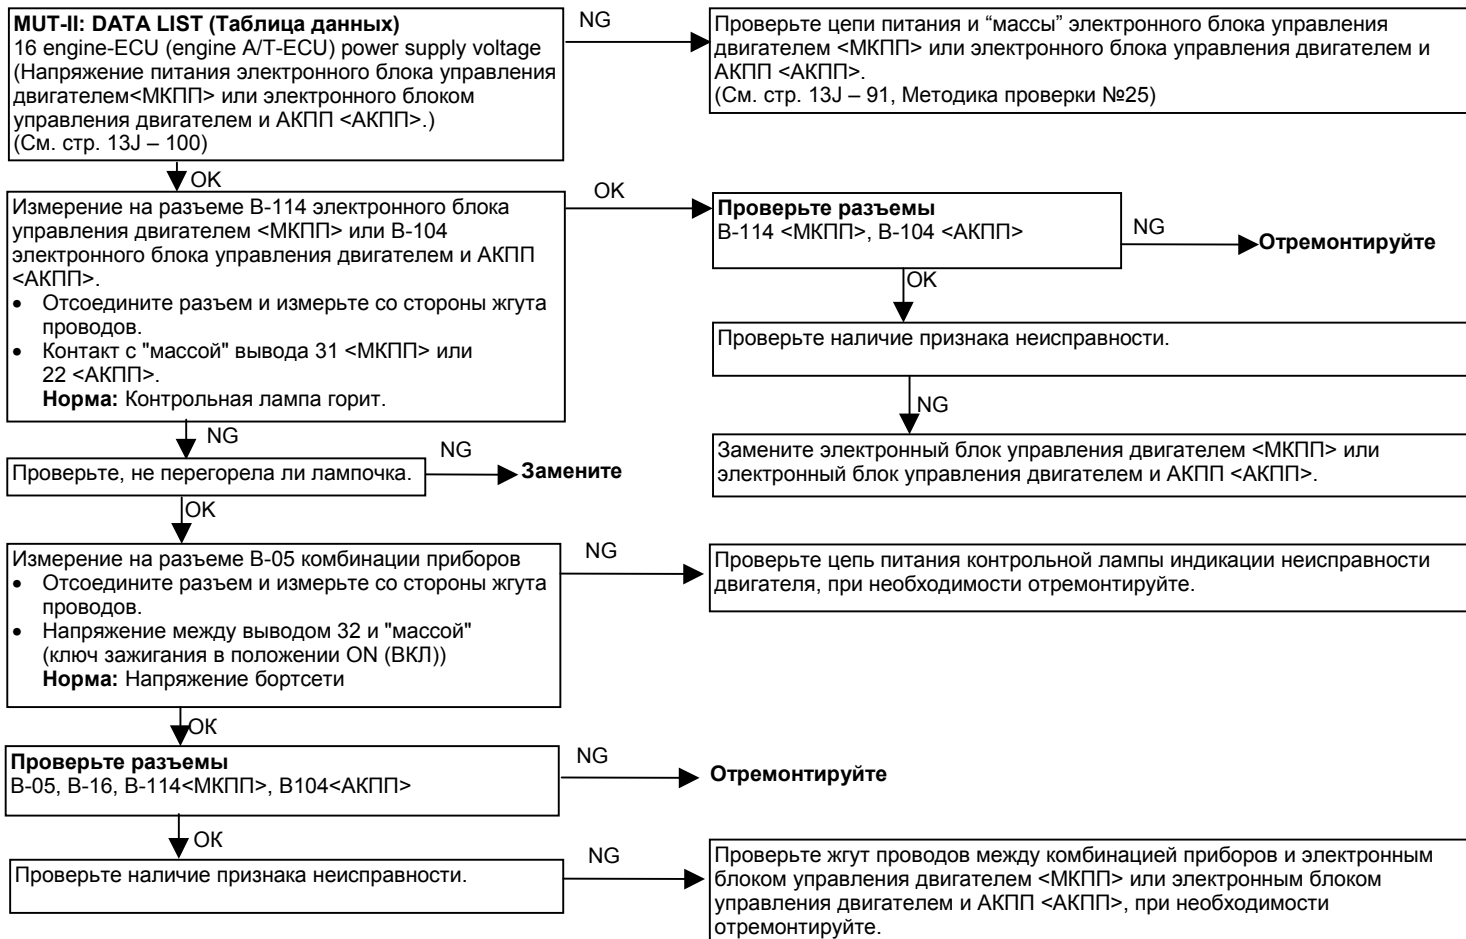 MUT-II: DATA LIST (Таблица данных)
16 engine-ECU (engine A/T-ECU) power supply voltage
(Напряжение питания электронного блока управления
двигателем<МКПП> или электронного блоком
управления двигателем и АКПП <АКПП>.)
(См. стр. 13J – 100)
NG
Проверьте цепи питания и “массы” электронного блока управления
двигателем <МКПП> или электронного блока управления двигателем и
АКПП <АКПП>.
(См. стр. 13J – 91, Методика проверки №25)
OK
Измерение на разъеме B-114 электронного блока
управления двигателем <МКПП> или B-104
электронного блока управления двигателем и АКПП
<АКПП>.
• Отсоедините разъем и измерьте со стороны жгута
проводов.
• Контакт с "массой" вывода 31 <МКПП> или
22 <АКПП>.
Норма: Контрольная лампа горит.
OK
Проверьте разъемы
B-114 <МКПП>, B-104 <АКПП>
NG
Отремонтируйте
OK
Проверьте наличие признака неисправности.
NG
Замените электронный блок управления двигателем <МКПП> или
электронный блок управления двигателем и АКПП <АКПП>.
NG
Проверьте, не перегорела ли лампочка.
NG
Замените
OK
Измерение на разъеме B-05 комбинации приборов
• Отсоедините разъем и измерьте со стороны жгута
проводов.
• Напряжение между выводом 32 и "массой"
(ключ зажигания в положении ON (ВКЛ))
Норма: Напряжение бортсети
NG
Проверьте цепь питания контрольной лампы индикации неисправности
двигателя, при необходимости отремонтируйте.
OK
Проверьте разъемы
B-05, B-16, B-114<МКПП>, B104<АКПП>
NG
Отремонтируйте
OK
Проверьте наличие признака неисправности.
NG
Проверьте жгут проводов между комбинацией приборов и электронным
блоком управления двигателем <МКПП> или электронным блоком
управления двигателем и АКПП <АКПП>, при необходимости
отремонтируйте.